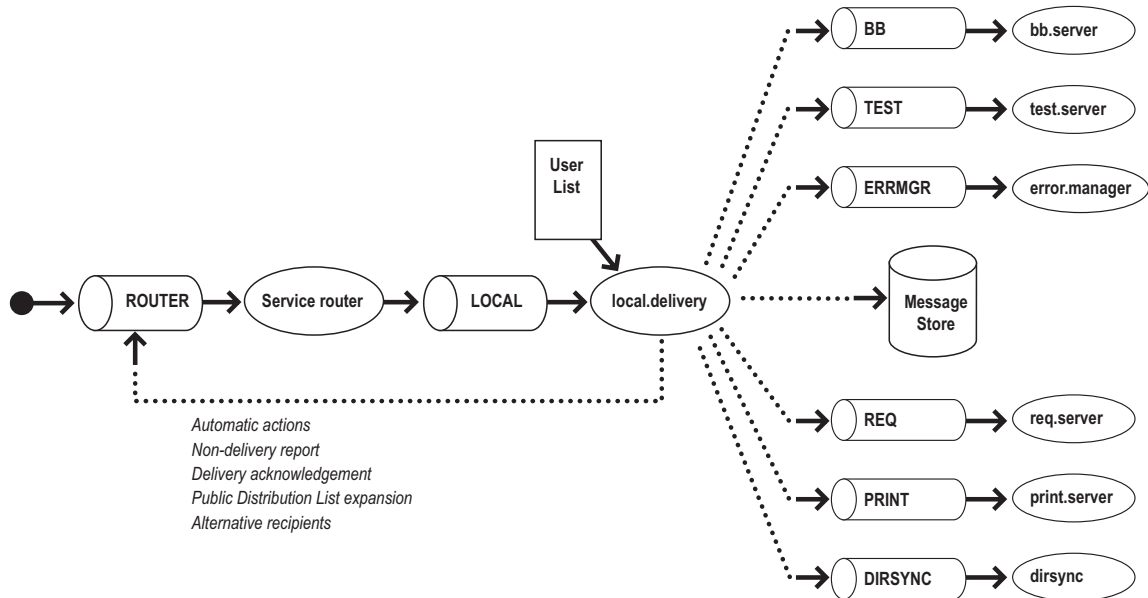 BB
bb.server
TEST
test.server
User
List
ERRMGR
error.manager
ROUTER
Service router
LOCAL
local.delivery
Message
Store
Automatic actions
Non-delivery report
Delivery acknowledgement
Public Distribution List expansion
Alternative recipients
REQ
req.server
PRINT
print.server
DIRSYNC
dirsync